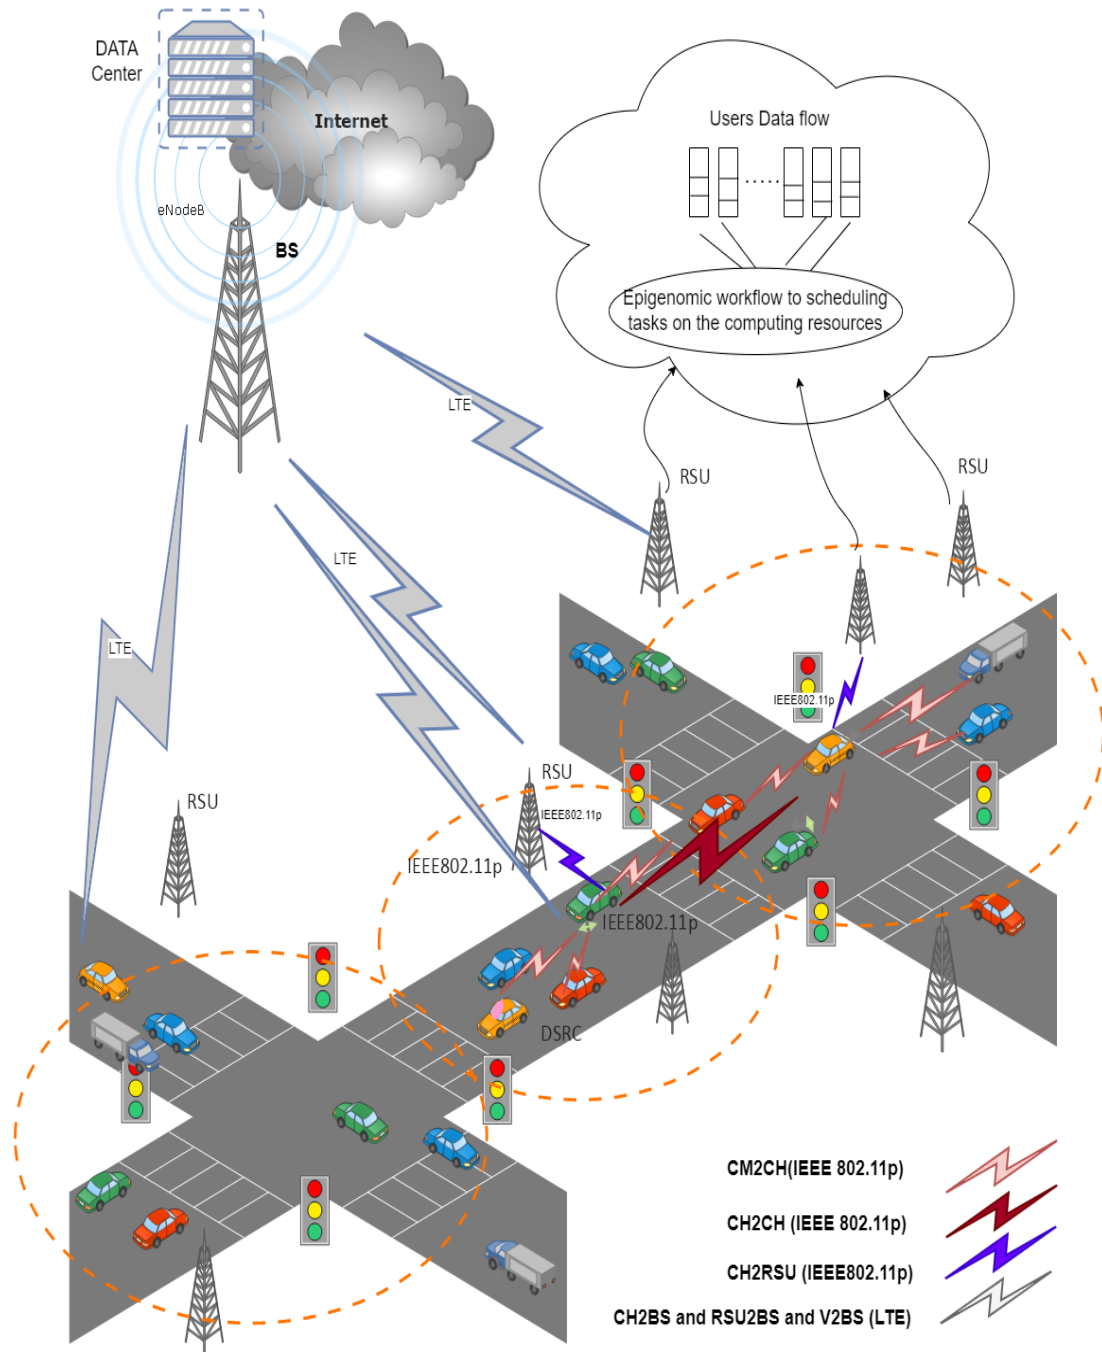 DATA
Center
Internet
eNodeB
BS
Users Data flow
Epigenomic workflow to scheduling
tasks on the computing resources
LTE
RSU
RSU
LTE
LTE
IEEE802.11p
RSU
RSU
IEEE802.11p
IEEE802.11p
IEEE802.11p
DSRC
CM2CH(IEEE 802.11p)
CH2CH (IEEE 802.11p)
CH2RSU (IEEE802.11p)
CH2BS and RSU2BS and V2BS (LTE)